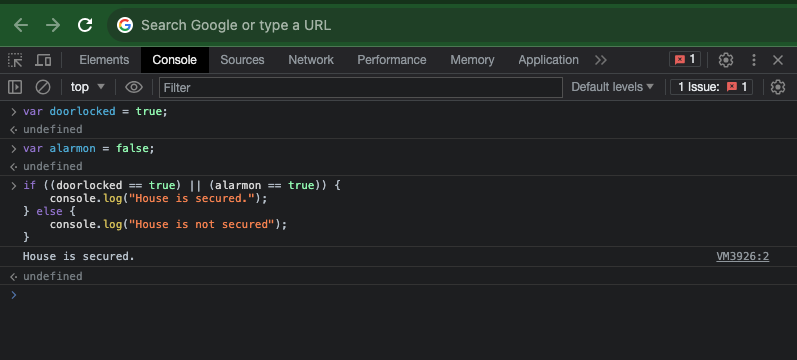 Search Google or type a URL
Elements Console Sources Network Performance Memory Application 1
top Filter Default levels 1 Issue: 1
var doorlocked = true;
undefined
var alarmon = false;
undefined
if ((doorlocked == true) || (alarmon == true)) {
    console.log("House is secured.");
} else {
    console.log("House is not secured");
}
House is secured. VM3926:2
undefined